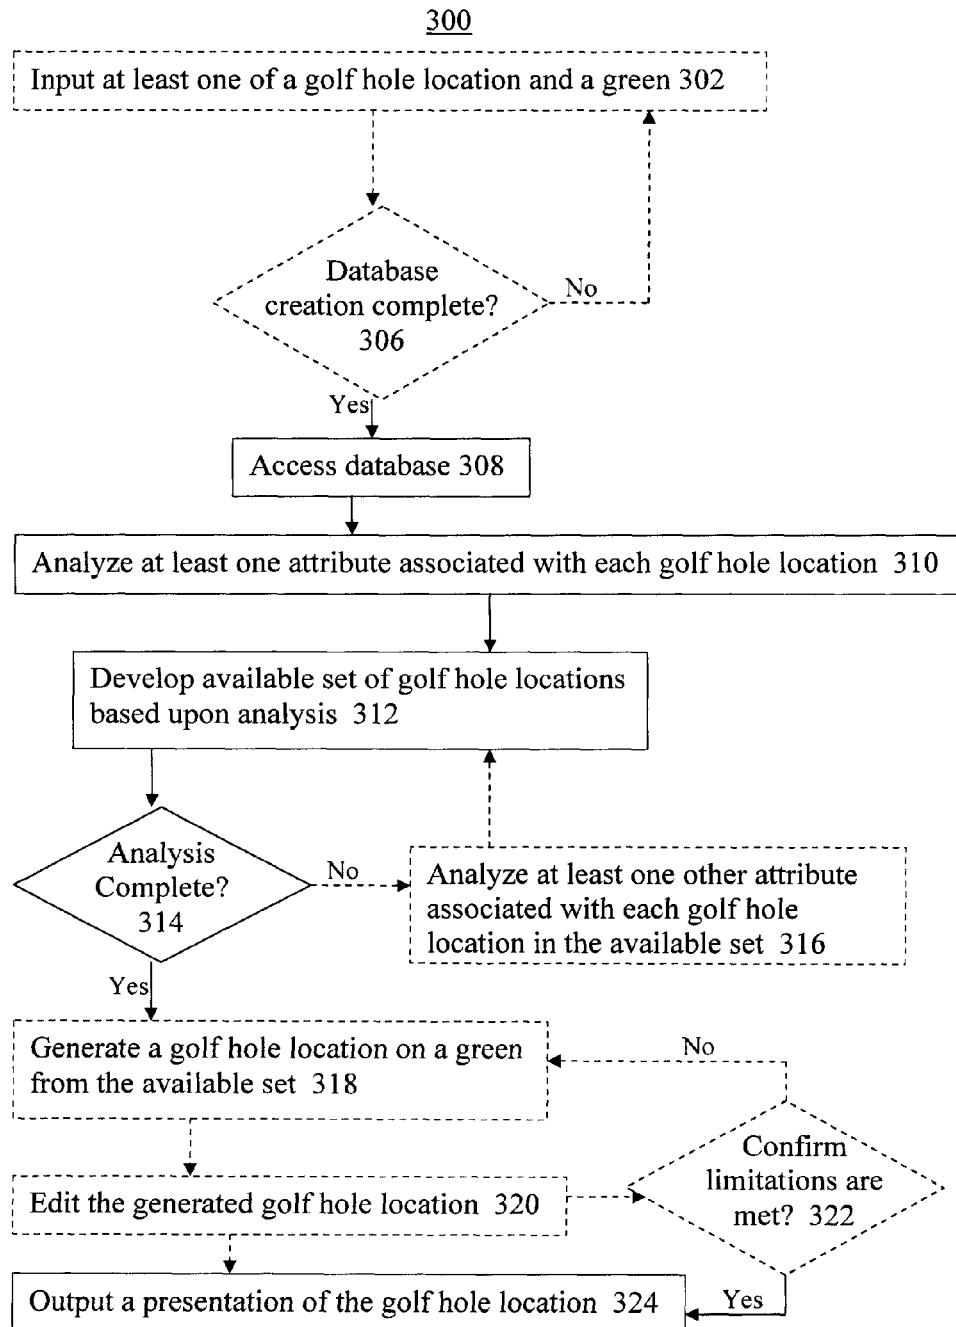 300
Input at least one of a golf hole location and a green 302
Database
creation complete?
306
No
Yes
Access database 308
Analyze at least one attribute associated with each golf hole location 310
Develop available set of golf hole locations
based upon analysis 312
Analysis
Complete?
314
No
Analyze at least one other attribute
associated with each golf hole
location in the available set 316
Yes
Generate a golf hole location on a green
from the available set 318
No
Confirm
limitations are
met? 322
Edit the generated golf hole location 320
Output a presentation of the golf hole location 324
Yes